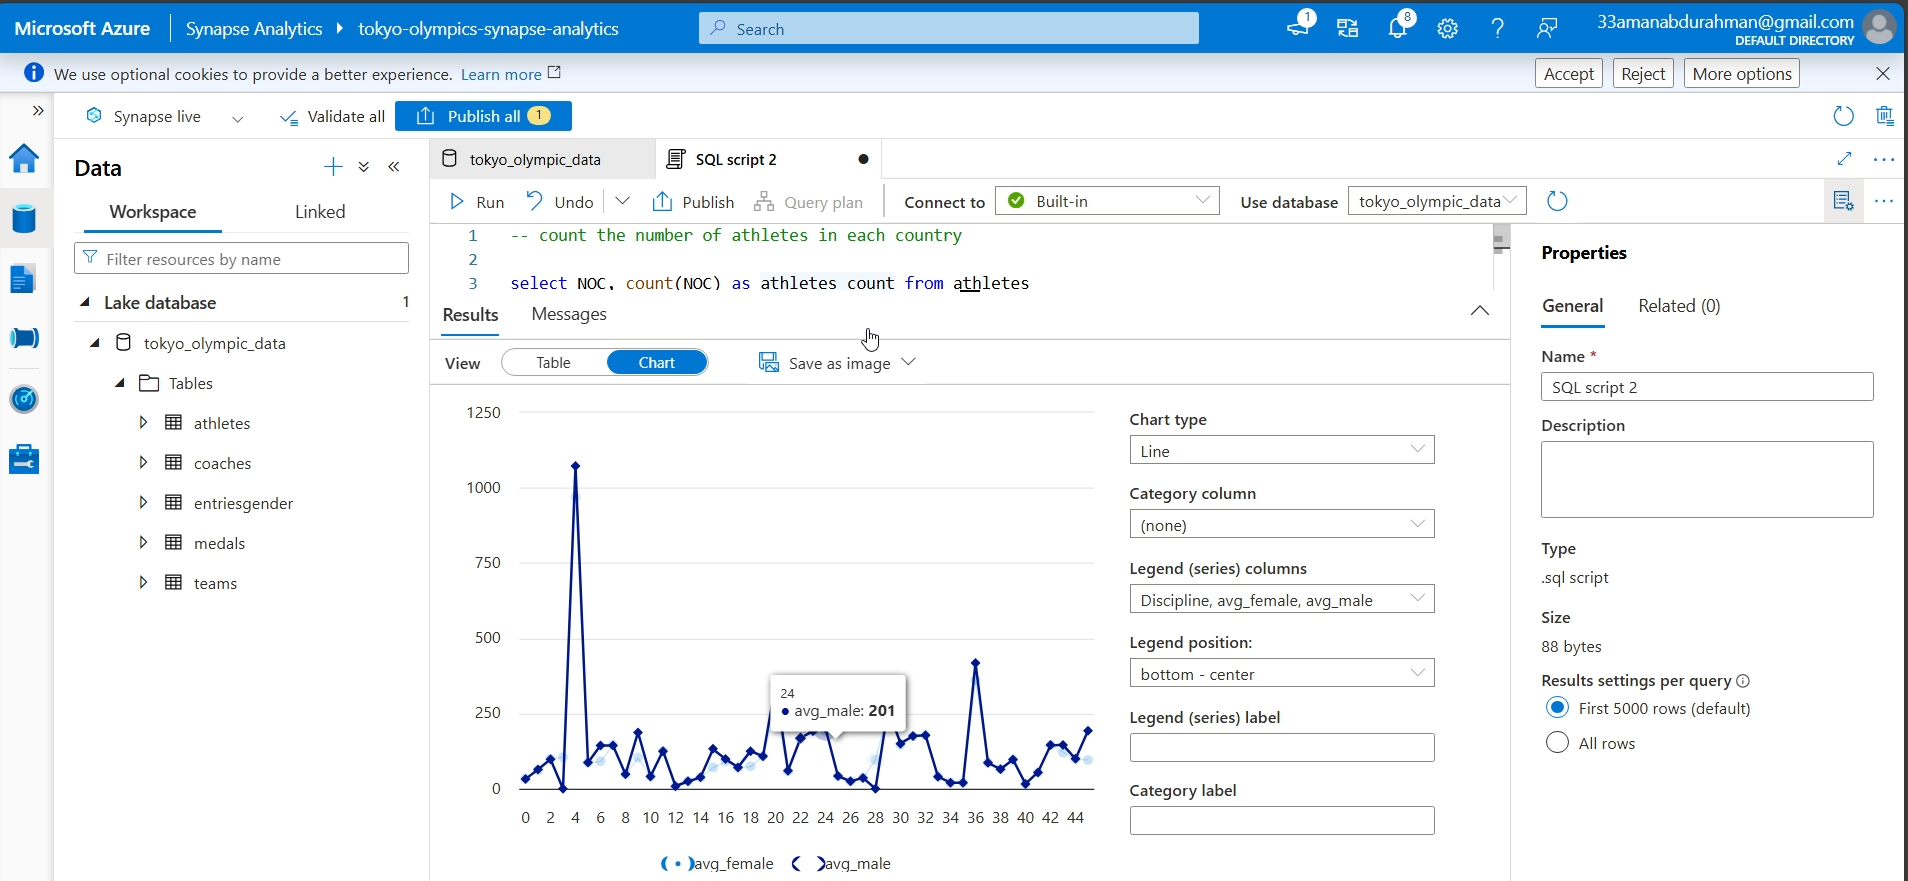 Microsoft Azure
Synapse Analytics
tokyo-olympics-synapse-analytics
Search
1
8
33amanabdurahman@gmail.com
DEFAULT DIRECTORY
We use optional cookies to provide a better experience. Learn more
Accept
Reject
More options
Synapse live
Validate all
Publish all 1
Data
Workspace
Linked
Filter resources by name
Lake database 1
tokyo_olympic_data
Tables
athletes
coaches
entriesgender
medals
teams
tokyo_olympic_data
SQL script 2
Run
Undo
Publish
Query plan
Connect to
Built-in
Use database
tokyo_olympic_data
1 -- count the number of athletes in each country
2
3 select NOC, count(NOC) as athletes count from athletes
Results
Messages
View
Table
Chart
Save as image
1250
1000
750
500
250
0
24
avg_male: 201
0 2 4 6 8 10 12 14 16 18 20 22 24 26 28 30 32 34 36 38 40 42 44
avg_female
avg_male
Chart type
Line
Category column
(none)
Legend (series) columns
Discipline, avg_female, avg_male
Legend position:
bottom - center
Legend (series) label
Category label
Properties
General
Related (0)
Name *
SQL script 2
Description
Type
.sql script
Size
88 bytes
Results settings per query
First 5000 rows (default)
All rows